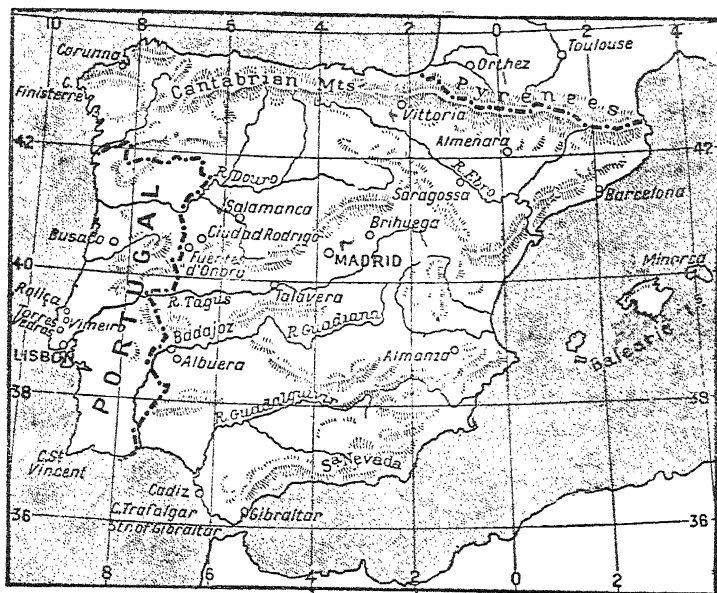 10 8 6 4 2 0 2 4
Corunna
Toulouse
Orthez
C.
Finisterre
Cantabrian Mts
Pyrenees
Vittoria
42 42
Almenara
R. Douro
R. Ebro
Saragossa
Barcelona
Salamanca
Brihuega
Busaco
Ciudad Rodrigo
Fuentes
d'Onoro
MADRID
Minorca
40 40
PORTUGAL
Roliça
R. Tagus
Talavera
Torres
Vedras
Vimeiro
Badajoz
R. Guadiana
Balearic Is.
LISBON
Albuera
Almanza
38 38
R. Guadalquivir
Sa Nevada
C. St
Vincent
Cadiz
C. Trafalgar
Gibraltar
Str. of Gibraltar
36 36
8 6 4 2 0 2